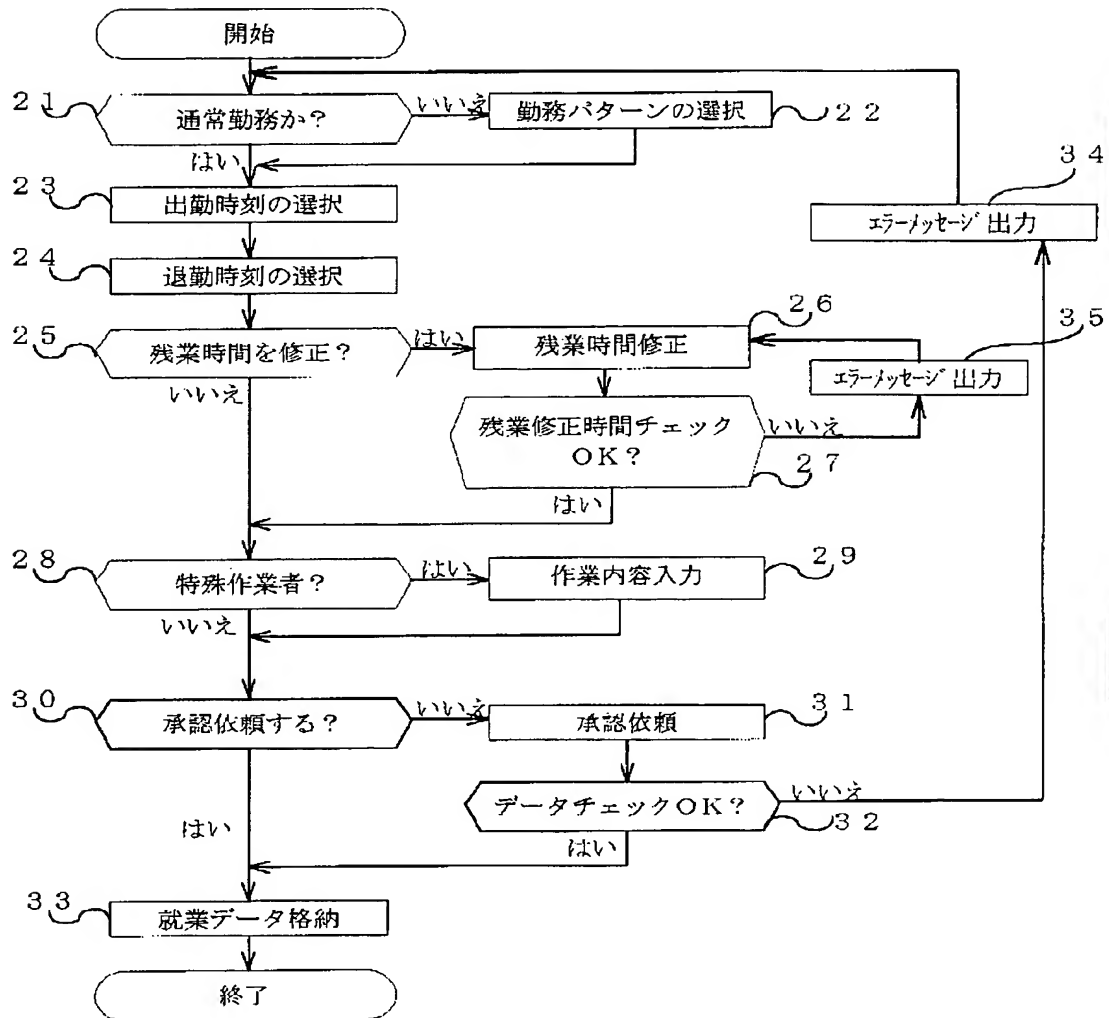 開始
２１
通常勤務か？
いいえ
勤務パターンの選択
２２
はい
２３
出勤時刻の選択
３４
エラーメッセージ出力
２４
退勤時刻の選択
２５
残業時間を修正？
はい
残業時間修正
２６
３５
エラーメッセージ出力
いいえ
残業修正時間チェック
ＯＫ？
いいえ
２７
はい
２８
特殊作業者？
はい
作業内容入力
２９
いいえ
３０
承認依頼する？
いいえ
承認依頼
３１
データチェックＯＫ？
いいえ
３２
はい
はい
３３
就業データ格納
終了